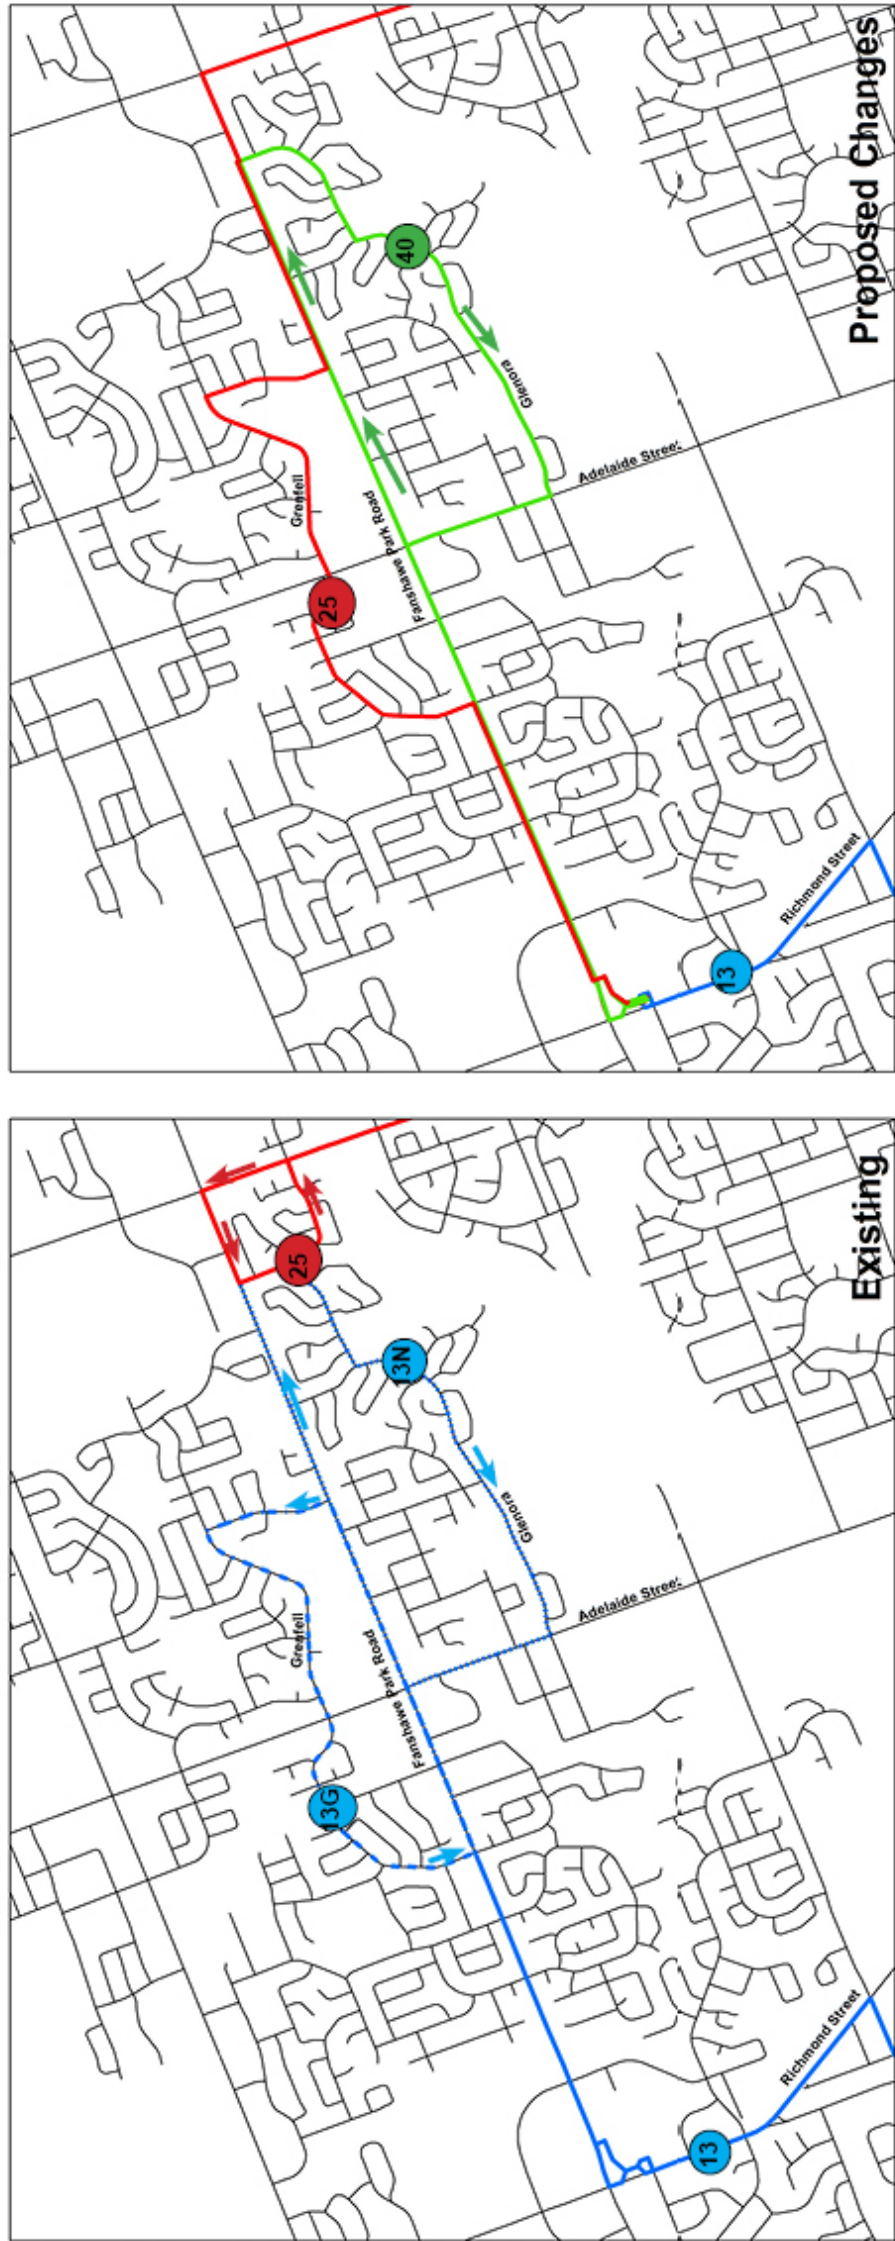 Existing
13
13G
13N
25
Grenfell
Fanshawe Park Road
Glenora
Adelaide Street
Richmond Street
Proposed Changes
13
25
40
Grenfell
Fanshawe Park Road
Glenora
Adelaide Street
Richmond Street